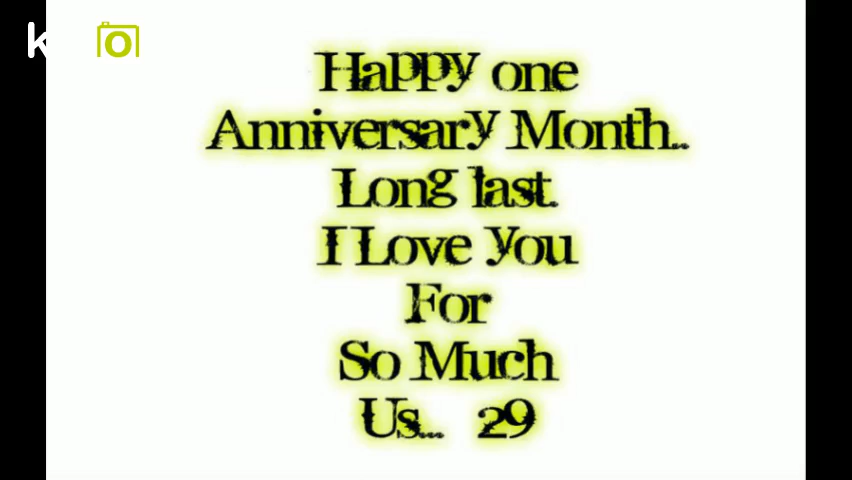 Happy one
Anniversary Month..
Long last.
I Love You
For
So Much
Us... 29